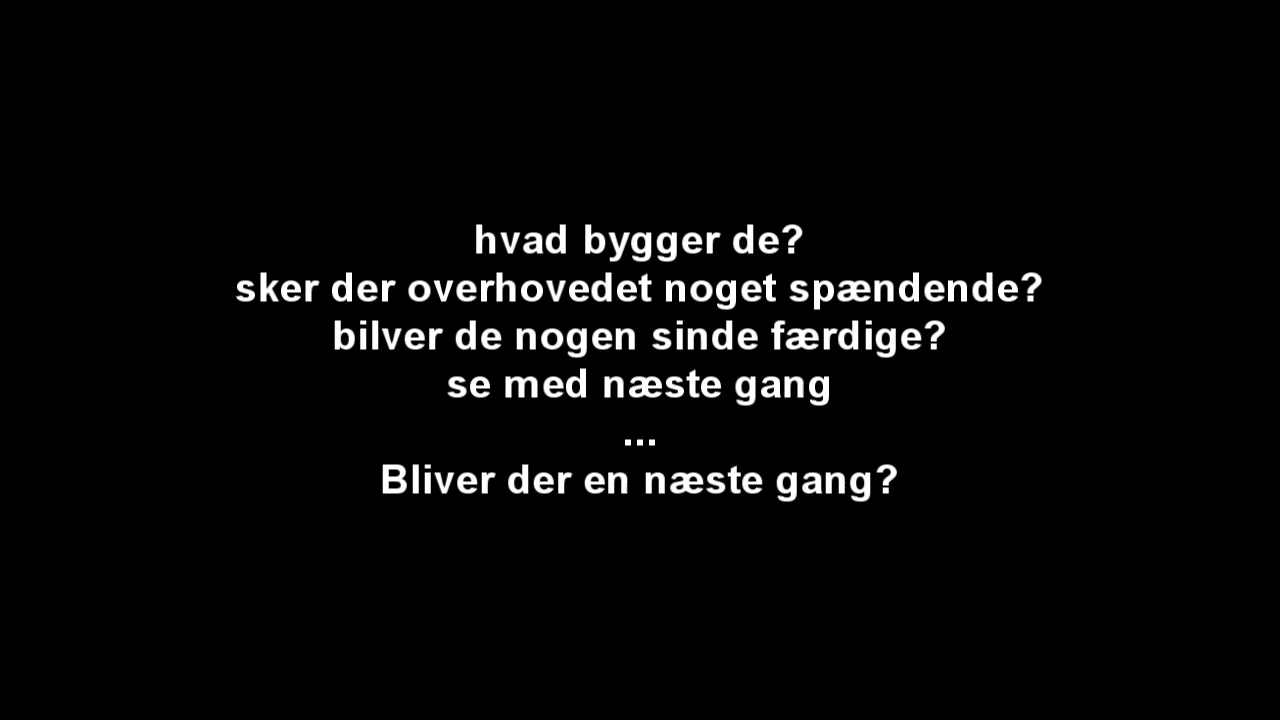 hvad bygger de?
sker der overhovedet noget spændende?
bilver de nogen sinde færdige?
se med næste gang
...
Bliver der en næste gang?